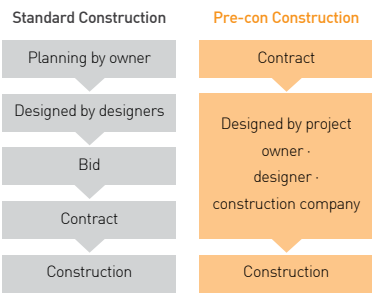 Standard Construction
Planning by owner
Designed by designers
Bid
Contract
Construction
Pre-con Construction
Contract
Designed by project
owner ·
designer ·
construction company
Construction